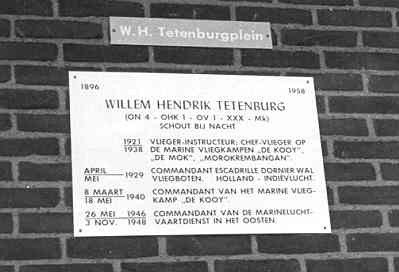 W.H. Tetenburgplein
1896 1958
WILLEM HENDRIK TETENBURG
(ON 4 - OHK 1 - OV 1 - XXX - Mk)
SCHOUT BIJ NACHT
1921 VLIEGER-INSTRUCTEUR; CHEF-VLIEGER OP
1938 DE MARINE VLIEGKAMPEN „DE KOOY”,
„DE MOK”, „MOROKREMBANGAN”.
APRIL 1929 COMMANDANT ESCADRILLE DORNIER WAL
MEI VLIEGBOTEN. HOLLAND - INDIËVLUCHT.
8 MAART 1940 COMMANDANT VAN HET MARINE VLIEG-
18 MEI KAMP „DE KOOY”.
26 MEI 1946 COMMANDANT VAN DE MARINELUCHT-
3 NOV. 1948 VAARTDIENST IN HET OOSTEN.